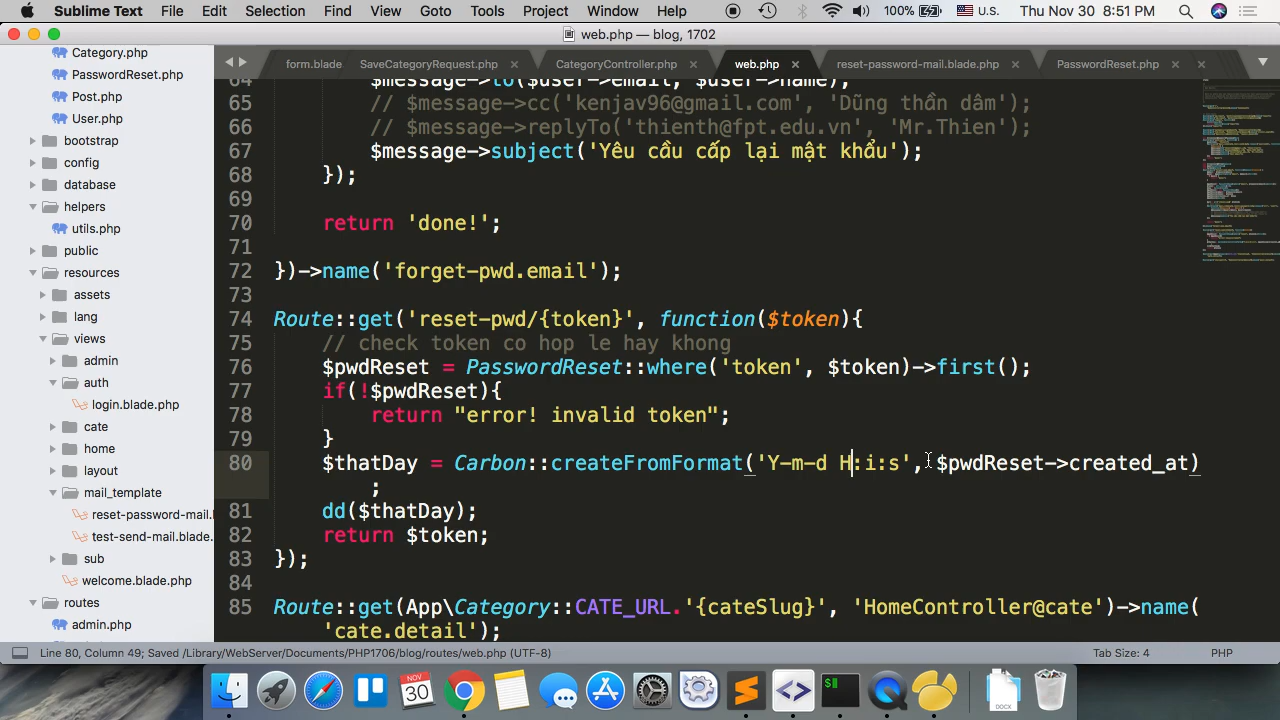 Sublime Text File Edit Selection Find View Goto Tools Project Window Help 100% U.S. Thu Nov 30 8:51 PM
web.php — blog, 1702
form.blade SaveCategoryRequest.php CategoryController.php web.php reset-password-mail.blade.php PasswordReset.php
Category.php
PasswordReset.php
Post.php
User.php
bootstrap
config
database
helpers
utils.php
public
resources
assets
lang
views
admin
auth
login.blade.php
cate
home
layout
mail_template
reset-password-mail.
test-send-mail.blade.
sub
welcome.blade.php
routes
admin.php
64 $message->to($user->email, $user->name);
65 // $message->cc('kenjav96@gmail.com', 'Dũng thần dâm');
66 // $message->replyTo('thienth@fpt.edu.vn', 'Mr.Thien');
67 $message->subject('Yêu cầu cấp lại mật khẩu');
68 });
69
70 return 'done!';
71
72 })->name('forget-pwd.email');
73
74 Route::get('reset-pwd/{token}', function($token){
75 // check token co hop le hay khong
76 $pwdReset = PasswordReset::where('token', $token)->first();
77 if(!$pwdReset){
78 return "error! invalid token";
79 }
80 $thatDay = Carbon::createFromFormat('Y-m-d H:i:s', $pwdReset->created_at)
;
81 dd($thatDay);
82 return $token;
83 });
84
85 Route::get(App\Category::CATE_URL.'{cateSlug}', 'HomeController@cate')->name(
'cate.detail');
Line 80, Column 49; Saved /Library/WebServer/Documents/PHP1706/blog/routes/web.php (UTF-8) Tab Size: 4 PHP
NOV
30
DOCX